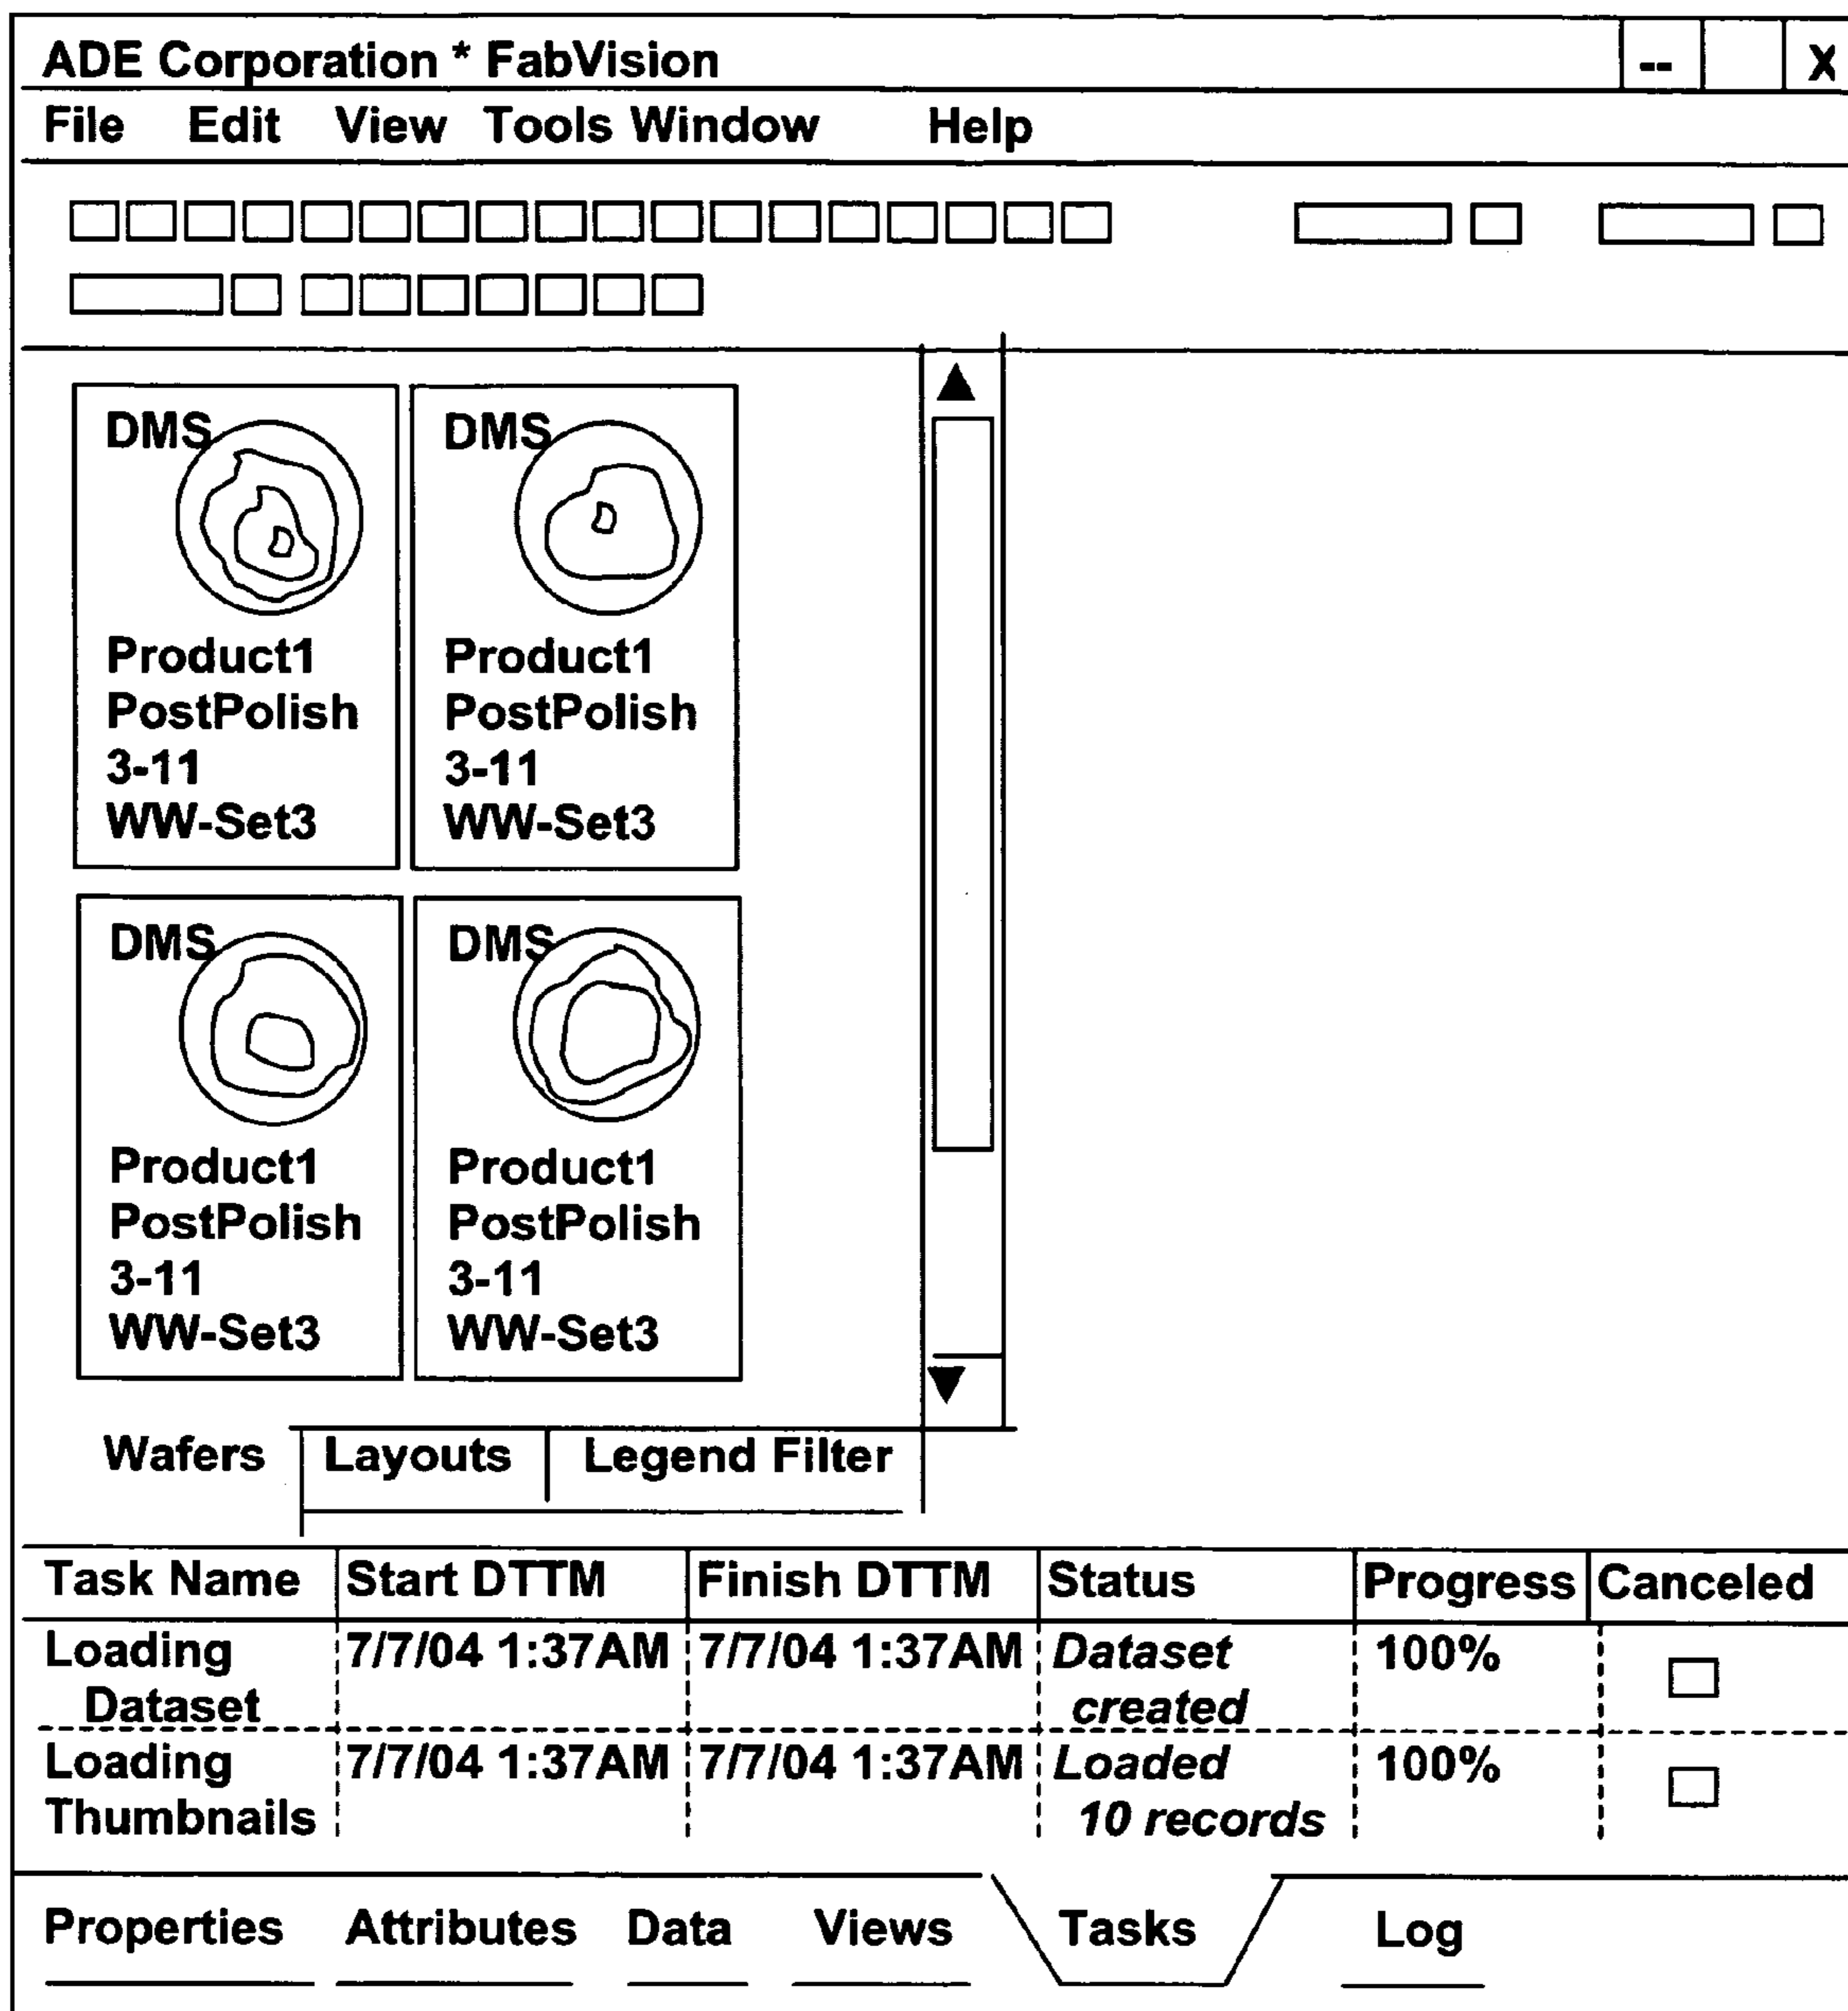 ADE Corporation * FabVision -- X
File Edit View Tools Window Help
DMS DMS
Product1 Product1
PostPolish PostPolish
3-11 3-11
WW-Set3 WW-Set3
DMS DMS
Product1 Product1
PostPolish PostPolish
3-11 3-11
WW-Set3 WW-Set3
Wafers Layouts Legend Filter
Task Name Start DTTM Finish DTTM Status Progress Canceled
Loading 7/7/04 1:37AM 7/7/04 1:37AM Dataset 100%
Dataset created
Loading 7/7/04 1:37AM 7/7/04 1:37AM Loaded 100%
Thumbnails 10 records
Properties Attributes Data Views Tasks Log